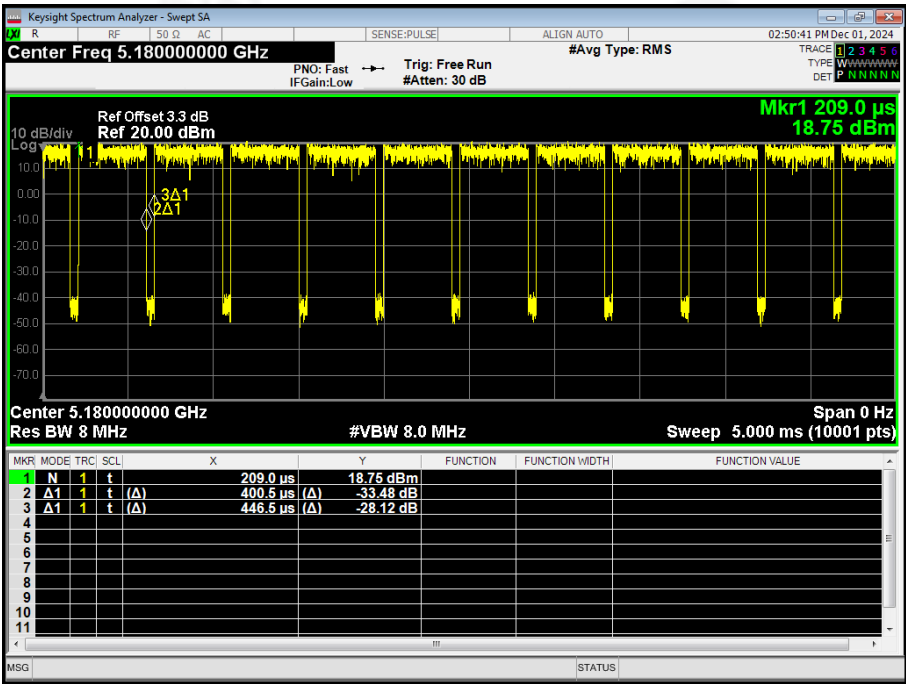 Keysight Spectrum Analyzer - Swept SA
LXI R RF 50 Ω AC SENSE:PULSE ALIGN AUTO 02:50:41 PM Dec 01, 2024
Center Freq 5.180000000 GHz #Avg Type: RMS TRACE 1 2 3 4 5 6
PNO: Fast Trig: Free Run TYPE WWWWWW
IFGain:Low #Atten: 30 dB DET P N N N N N
Mkr1 209.0 µs
Ref Offset 3.3 dB
10 dB/div Ref 20.00 dBm 18.75 dBm
Log
1
10.0
0.00
3Δ1
2Δ1
-10.0
-20.0
-30.0
-40.0
-50.0
-60.0
-70.0
Center 5.180000000 GHz Span 0 Hz
Res BW 8 MHz #VBW 8.0 MHz Sweep 5.000 ms (10001 pts)
MKR MODE TRC SCL X Y FUNCTION FUNCTION WIDTH FUNCTION VALUE
1 N 1 t 209.0 µs 18.75 dBm
2 Δ1 1 t (Δ) 400.5 µs (Δ) -33.48 dB
3 Δ1 1 t (Δ) 446.5 µs (Δ) -28.12 dB
4
5
6
7
8
9
10
11
MSG STATUS